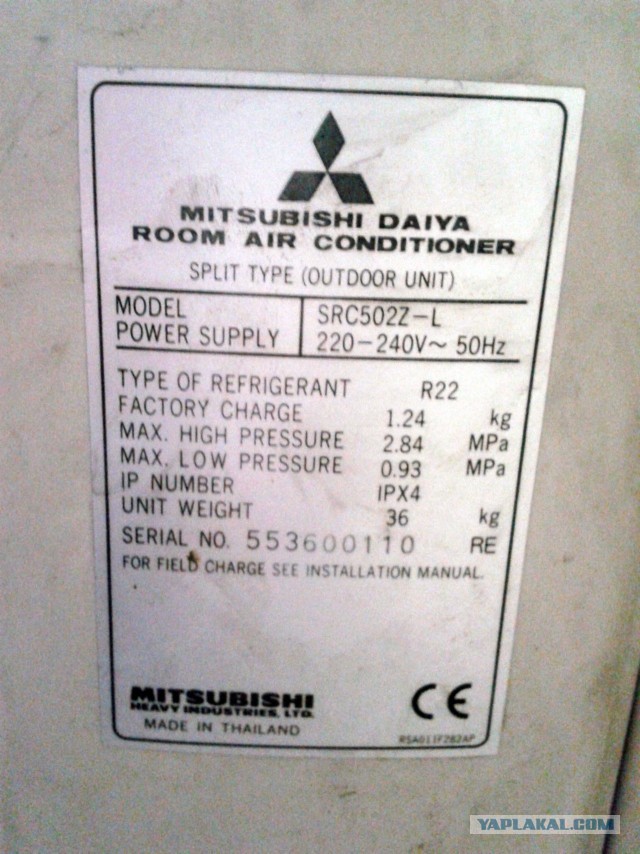 MITSUBISHI DAIYA
ROOM AIR CONDITIONER
SPLIT TYPE (OUTDOOR UNIT)
MODEL SRC502Z-L
POWER SUPPLY 220-240V~ 50Hz
TYPE OF REFRIGERANT R22
FACTORY CHARGE 1.24 kg
MAX. HIGH PRESSURE 2.84 MPa
MAX. LOW PRESSURE 0.93 MPa
IP NUMBER IPX4
UNIT WEIGHT 36 kg
SERIAL NO. 553600110 RE
FOR FIELD CHARGE SEE INSTALLATION MANUAL.
MITSUBISHI
HEAVY INDUSTRIES, LTD.
CE
MADE IN THAILAND
RSA011F282AP
YAPLAKAL.COM